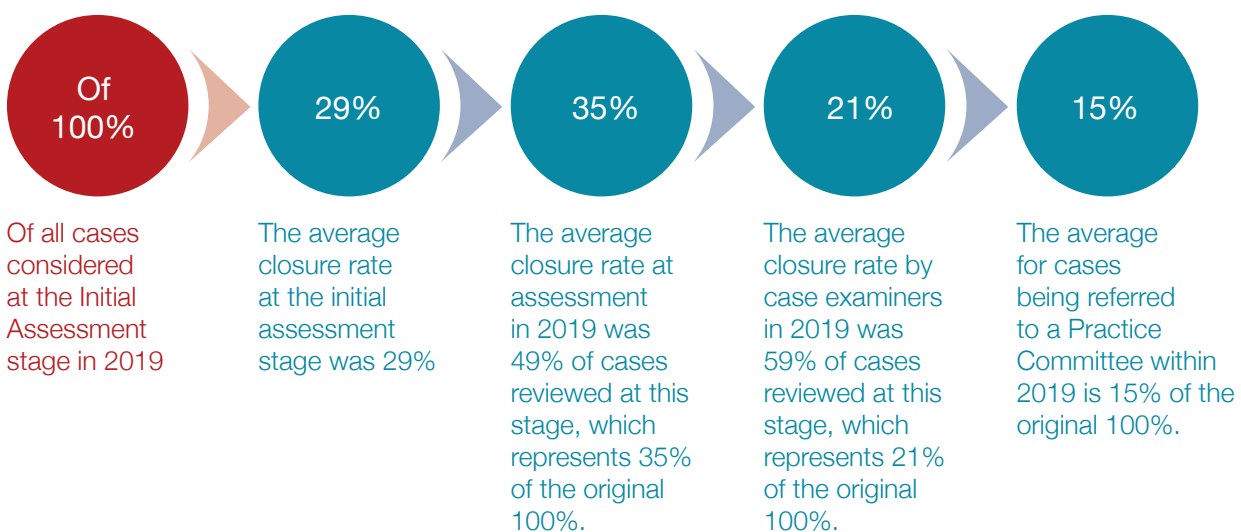 Of
100%
29%
35%
21%
15%
Of all cases
considered
at the Initial
Assessment
stage in 2019
The average
closure rate
at the initial
assessment
stage was 29%
The average
closure rate at
assessment
in 2019 was
49% of cases
reviewed at this
stage, which
represents 35%
of the original
100%.
The average
closure rate by
case examiners
in 2019 was
59% of cases
reviewed at this
stage, which
represents 21%
of the original
100%.
The average
for cases
being referred
to a Practice
Committee within
2019 is 15% of the
original 100%.